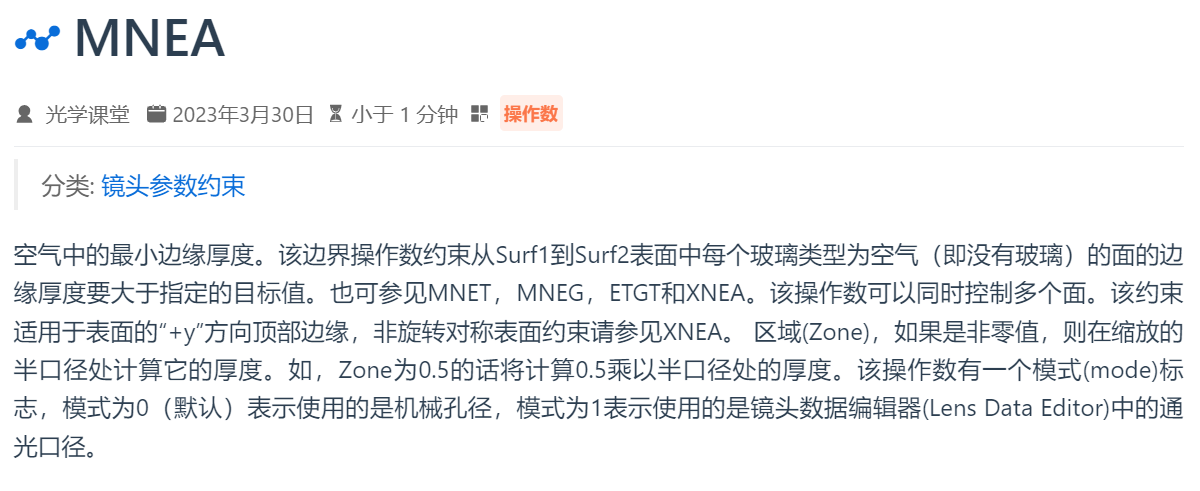 MNEA
光学课堂 2023年3月30日 小于 1 分钟 操作数
分类: 镜头参数约束
空气中的最小边缘厚度。该边界操作数约束从Surf1到Surf2表面中每个玻璃类型为空气（即没有玻璃）的面的边
缘厚度要大于指定的目标值。也可参见MNET，MNEG，ETGT和XNEA。该操作数可以同时控制多个面。该约束
适用于表面的“+y”方向顶部边缘，非旋转对称表面约束请参见XNEA。 区域(Zone)，如果是非零值，则在缩放的
半口径处计算它的厚度。如，Zone为0.5的话将计算0.5乘以半口径处的厚度。该操作数有一个模式(mode)标
志，模式为0（默认）表示使用的是机械孔径，模式为1表示使用的是镜头数据编辑器(Lens Data Editor)中的通
光口径。